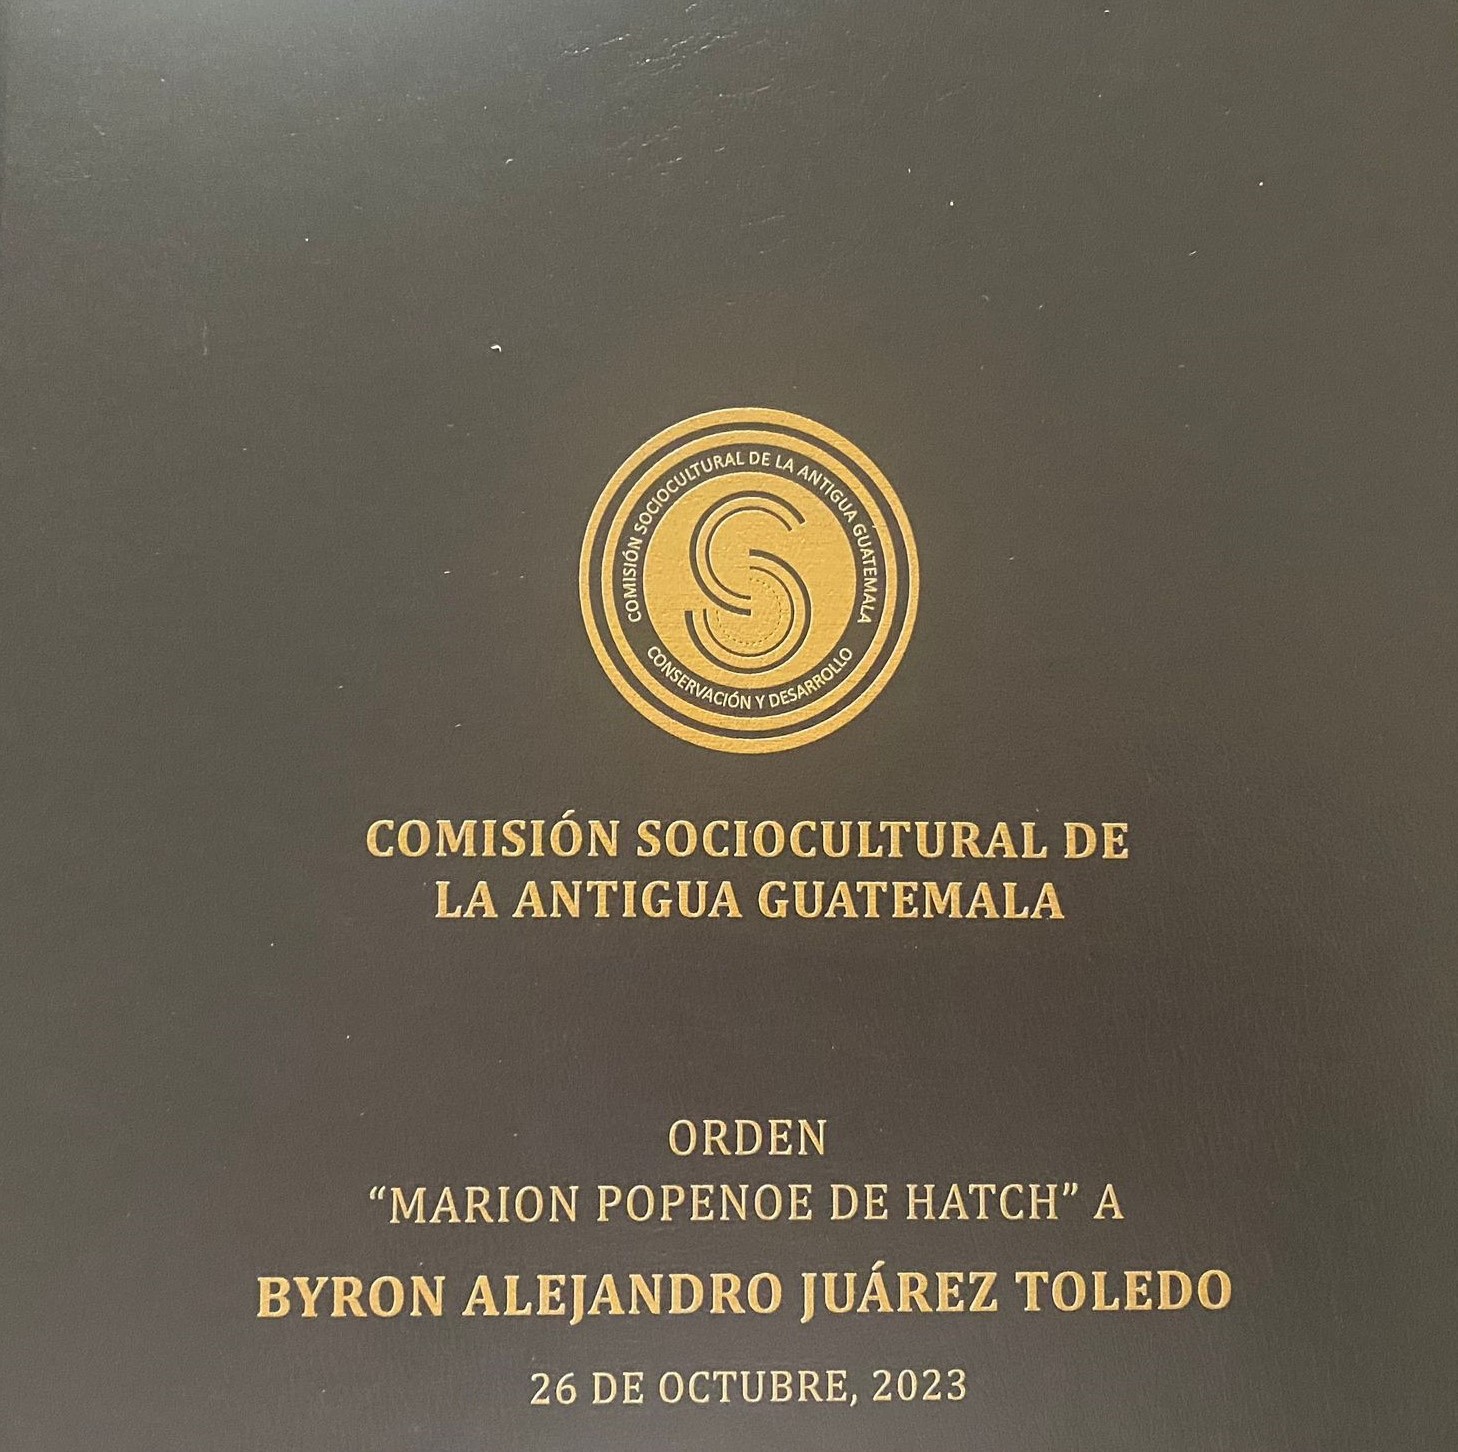 COMISIÓN SOCIOCULTURAL DE LA ANTIGUA GUATEMALA
CONSERVACIÓN Y DESARROLLO
COMISIÓN SOCIOCULTURAL DE
LA ANTIGUA GUATEMALA
ORDEN
“MARION POPENOE DE HATCH” A
BYRON ALEJANDRO JUÁREZ TOLEDO
26 DE OCTUBRE, 2023